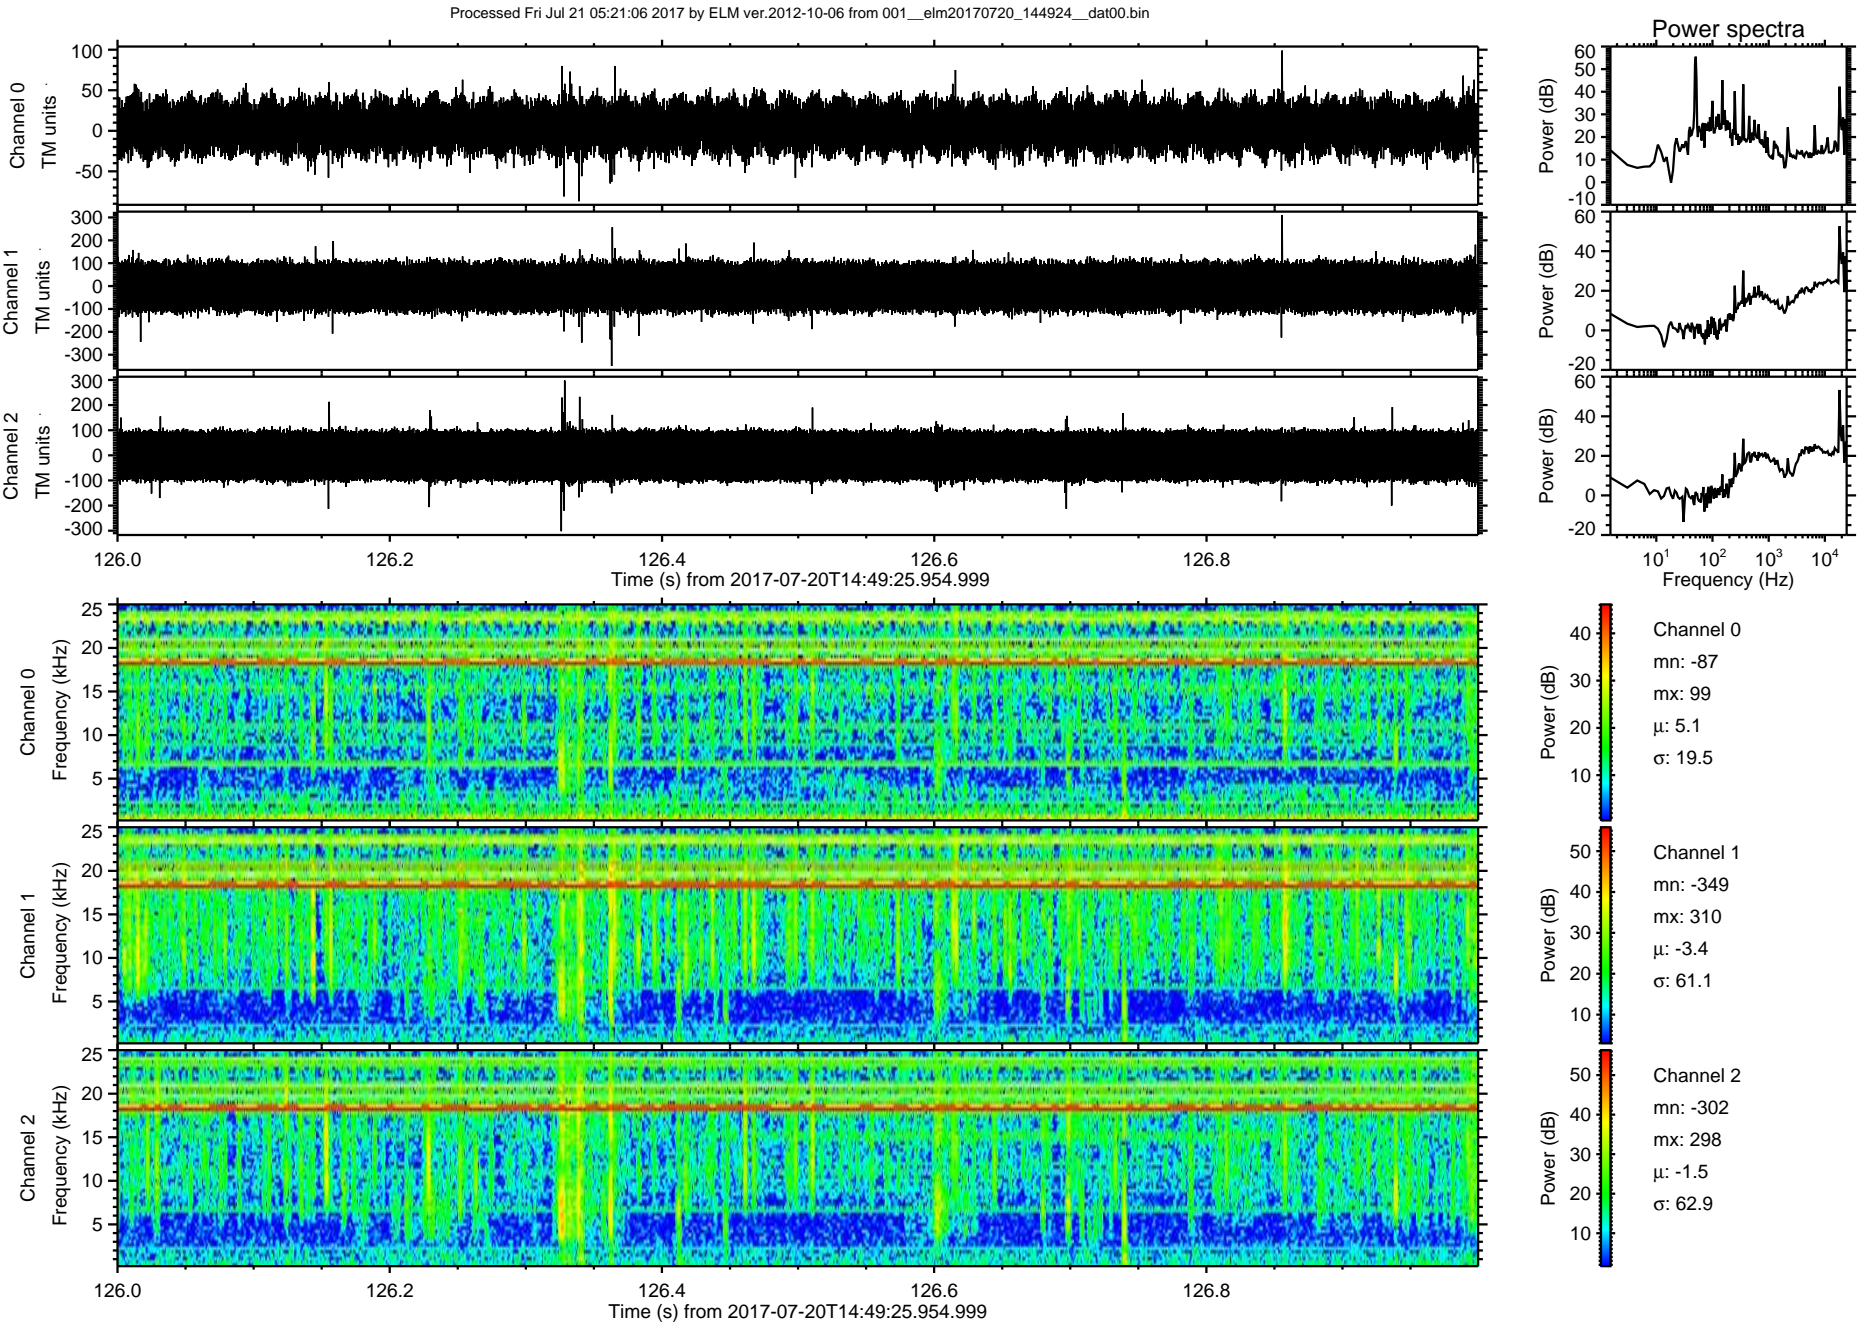 Processed Fri Jul 21 05:21:06 2017 by ELM ver.2012-10-06 from 001__elm20170720_144924__dat00.bin
Power spectra
Channel 0
TM units
100
50
0
-50
Power (dB)
60
50
40
30
20
10
0
-10
Channel 1
TM units
300
200
100
0
-100
-200
-300
Power (dB)
60
40
20
0
-20
Channel 2
TM units
300
200
100
0
-100
-200
-300
Power (dB)
60
40
20
0
-20
126.0 126.2 126.4 126.6 126.8
Time (s) from 2017-07-20T14:49:25.954.999
10¹ 10² 10³ 10⁴
Frequency (Hz)
Channel 0
Frequency (kHz)
25
20
15
10
5
Power (dB)
40
30
20
10
Channel 0
mn: -87
mx: 99
μ: 5.1
σ: 19.5
Channel 1
Frequency (kHz)
25
20
15
10
5
Power (dB)
50
40
30
20
10
Channel 1
mn: -349
mx: 310
μ: -3.4
σ: 61.1
Channel 2
Frequency (kHz)
25
20
15
10
5
Power (dB)
50
40
30
20
10
Channel 2
mn: -302
mx: 298
μ: -1.5
σ: 62.9
126.0 126.2 126.4 126.6 126.8
Time (s) from 2017-07-20T14:49:25.954.999